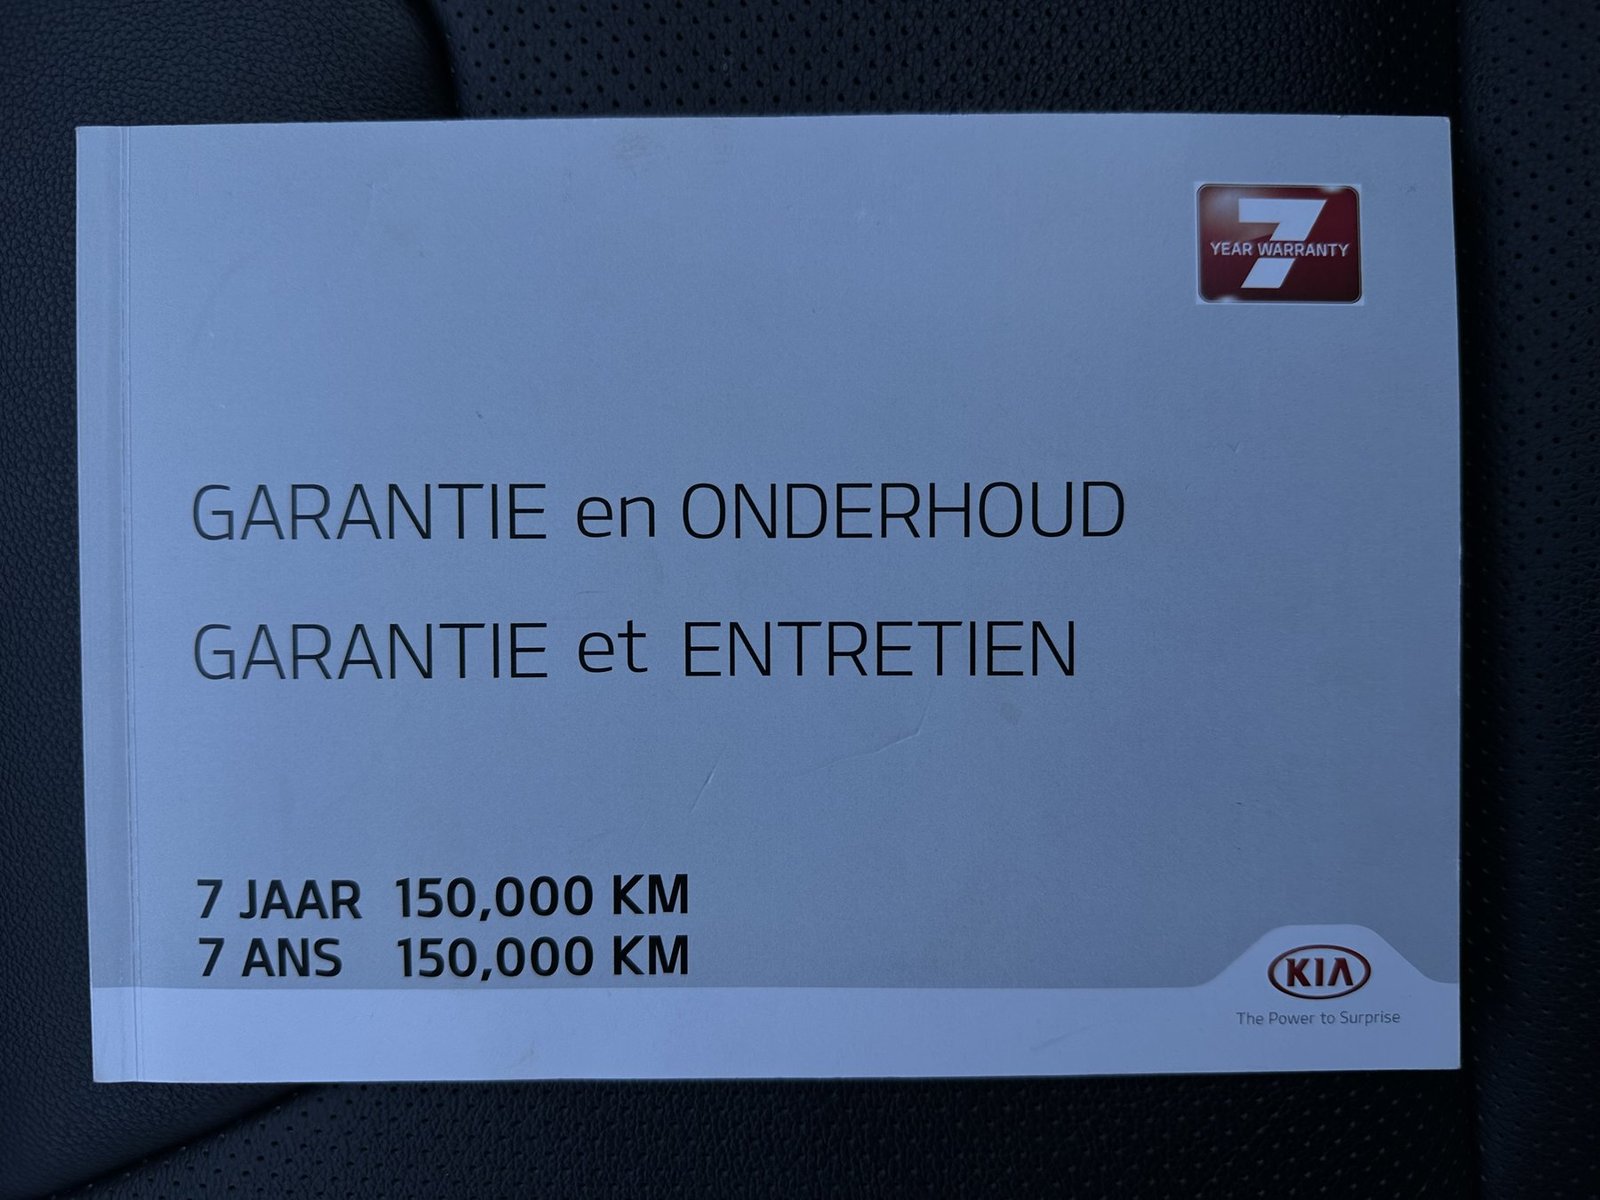 7
YEAR WARRANTY
GARANTIE en ONDERHOUD
GARANTIE et ENTRETIEN
7 JAAR 150,000 KM
7 ANS 150,000 KM
KIA
The Power to Surprise